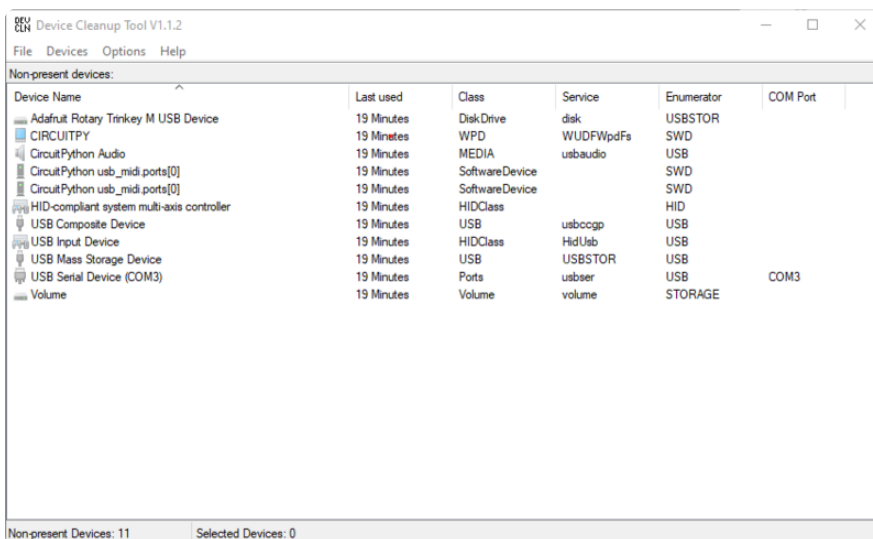 DEV CLN Device Cleanup Tool V1.1.2
File Devices Options Help
Non-present devices:
Device Name Last used Class Service Enumerator COM Port
Adafruit Rotary Trinkey M USB Device 19 Minutes DiskDrive disk USBSTOR
CIRCUITPY 19 Minutes WPD WUDFWpdFs SWD
CircuitPython Audio 19 Minutes MEDIA usbaudio USB
CircuitPython usb_midi.ports[0] 19 Minutes SoftwareDevice SWD
CircuitPython usb_midi.ports[0] 19 Minutes SoftwareDevice SWD
HID-compliant system multi-axis controller 19 Minutes HIDClass HID
USB Composite Device 19 Minutes USB usbccgp USB
USB Input Device 19 Minutes HIDClass HidUsb USB
USB Mass Storage Device 19 Minutes USB USBSTOR USB
USB Serial Device (COM3) 19 Minutes Ports usbser USB COM3
Volume 19 Minutes Volume volume STORAGE
Non-present Devices: 11 Selected Devices: 0